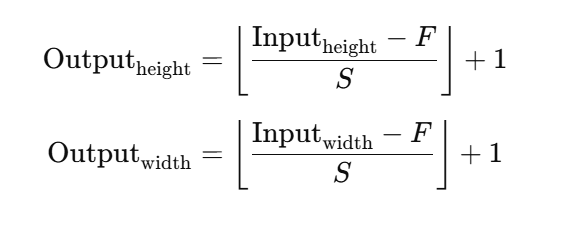 Output_height = ⌊(Input_height − F) / S⌋ + 1
Output_width = ⌊(Input_width − F) / S⌋ + 1